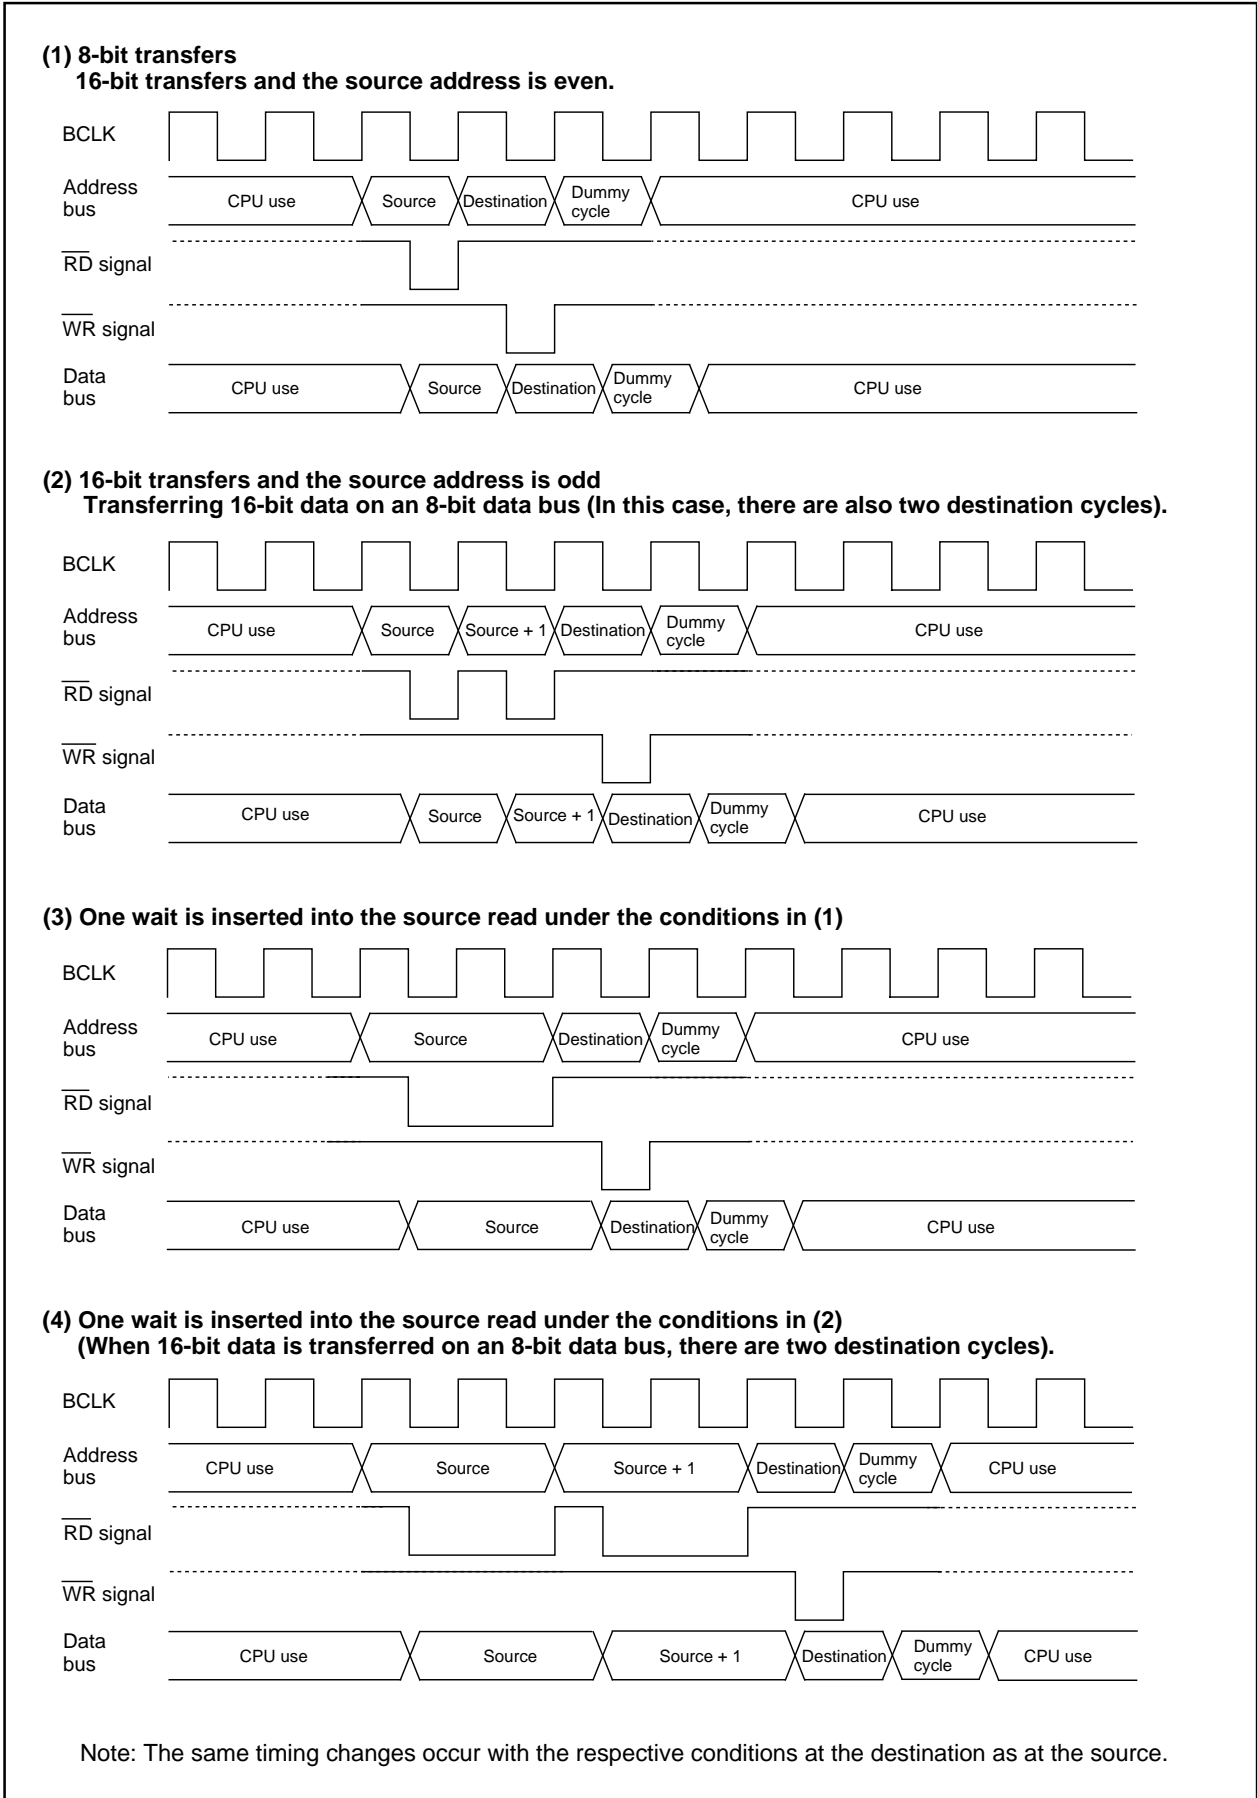 (1) 8-bit transfers
16-bit transfers and the source address is even.
BCLK
Address
bus
CPU use
Source
Destination
Dummy
cycle
CPU use
RD signal
WR signal
Data
bus
CPU use
Source
Destination
Dummy
cycle
CPU use
(2) 16-bit transfers and the source address is odd
Transferring 16-bit data on an 8-bit data bus (In this case, there are also two destination cycles).
BCLK
Address
bus
CPU use
Source
Source + 1
Destination
Dummy
cycle
CPU use
RD signal
WR signal
Data
bus
CPU use
Source
Source + 1
Destination
Dummy
cycle
CPU use
(3) One wait is inserted into the source read under the conditions in (1)
BCLK
Address
bus
CPU use
Source
Destination
Dummy
cycle
CPU use
RD signal
WR signal
Data
bus
CPU use
Source
Destination
Dummy
cycle
CPU use
(4) One wait is inserted into the source read under the conditions in (2)
(When 16-bit data is transferred on an 8-bit data bus, there are two destination cycles).
BCLK
Address
bus
CPU use
Source
Source + 1
Destination
Dummy
cycle
CPU use
RD signal
WR signal
Data
bus
CPU use
Source
Source + 1
Destination
Dummy
cycle
CPU use
Note: The same timing changes occur with the respective conditions at the destination as at the source.